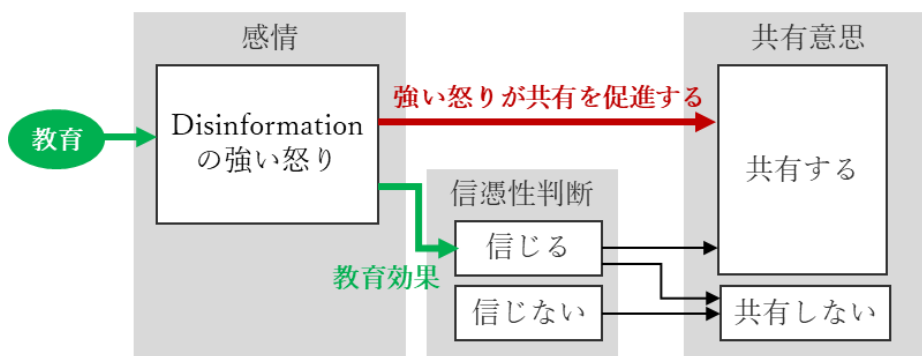 感情
共有意思
強い怒りが共有を促進する
教育
Disinformation
の強い怒り
共有する
信憑性判断
信じる
教育効果
信じない
共有しない